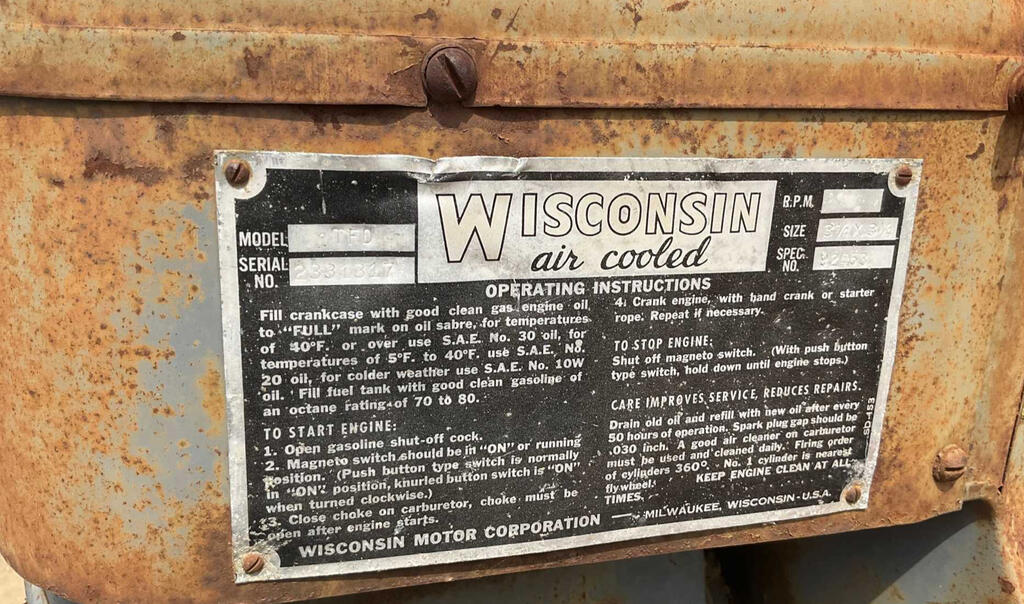 WISCONSIN
air cooled
MODEL TFD
SERIAL NO. 2331317
R.P.M.
SIZE
SPEC. NO.
OPERATING INSTRUCTIONS
Fill crankcase with good clean gas engine oil
to "FULL" mark on oil sabre, for temperatures
of 40°F. or over use S.A.E. No. 30 oil, for
temperatures of 5°F. to 40°F. use S.A.E. No.
20 oil, for colder weather use S.A.E. No. 10W
oil. Fill fuel tank with good clean gasoline of
an octane rating of 70 to 80.
TO START ENGINE:
1. Open gasoline shut-off cock.
2. Magneto switch should be in "ON" or running
position. (Push button type switch is normally
in "ON" position, knurled button switch is "ON"
when turned clockwise.)
3. Close choke on carburetor, choke must be
open after engine starts.
4. Crank engine, with hand crank or starter
rope. Repeat if necessary.
TO STOP ENGINE:
Shut off magneto switch. (With push button
type switch, hold down until engine stops.)
CARE IMPROVES SERVICE, REDUCES REPAIRS.
Drain old oil and refill with new oil after every
50 hours of operation. Spark plug gap should be
.030 inch. A good air cleaner on carburetor
must be used and cleaned daily. Firing order
of cylinders 360°. No. 1 cylinder is nearest
flywheel. KEEP ENGINE CLEAN AT ALL
TIMES.
SD-153
WISCONSIN MOTOR CORPORATION — MILWAUKEE, WISCONSIN - U.S.A.